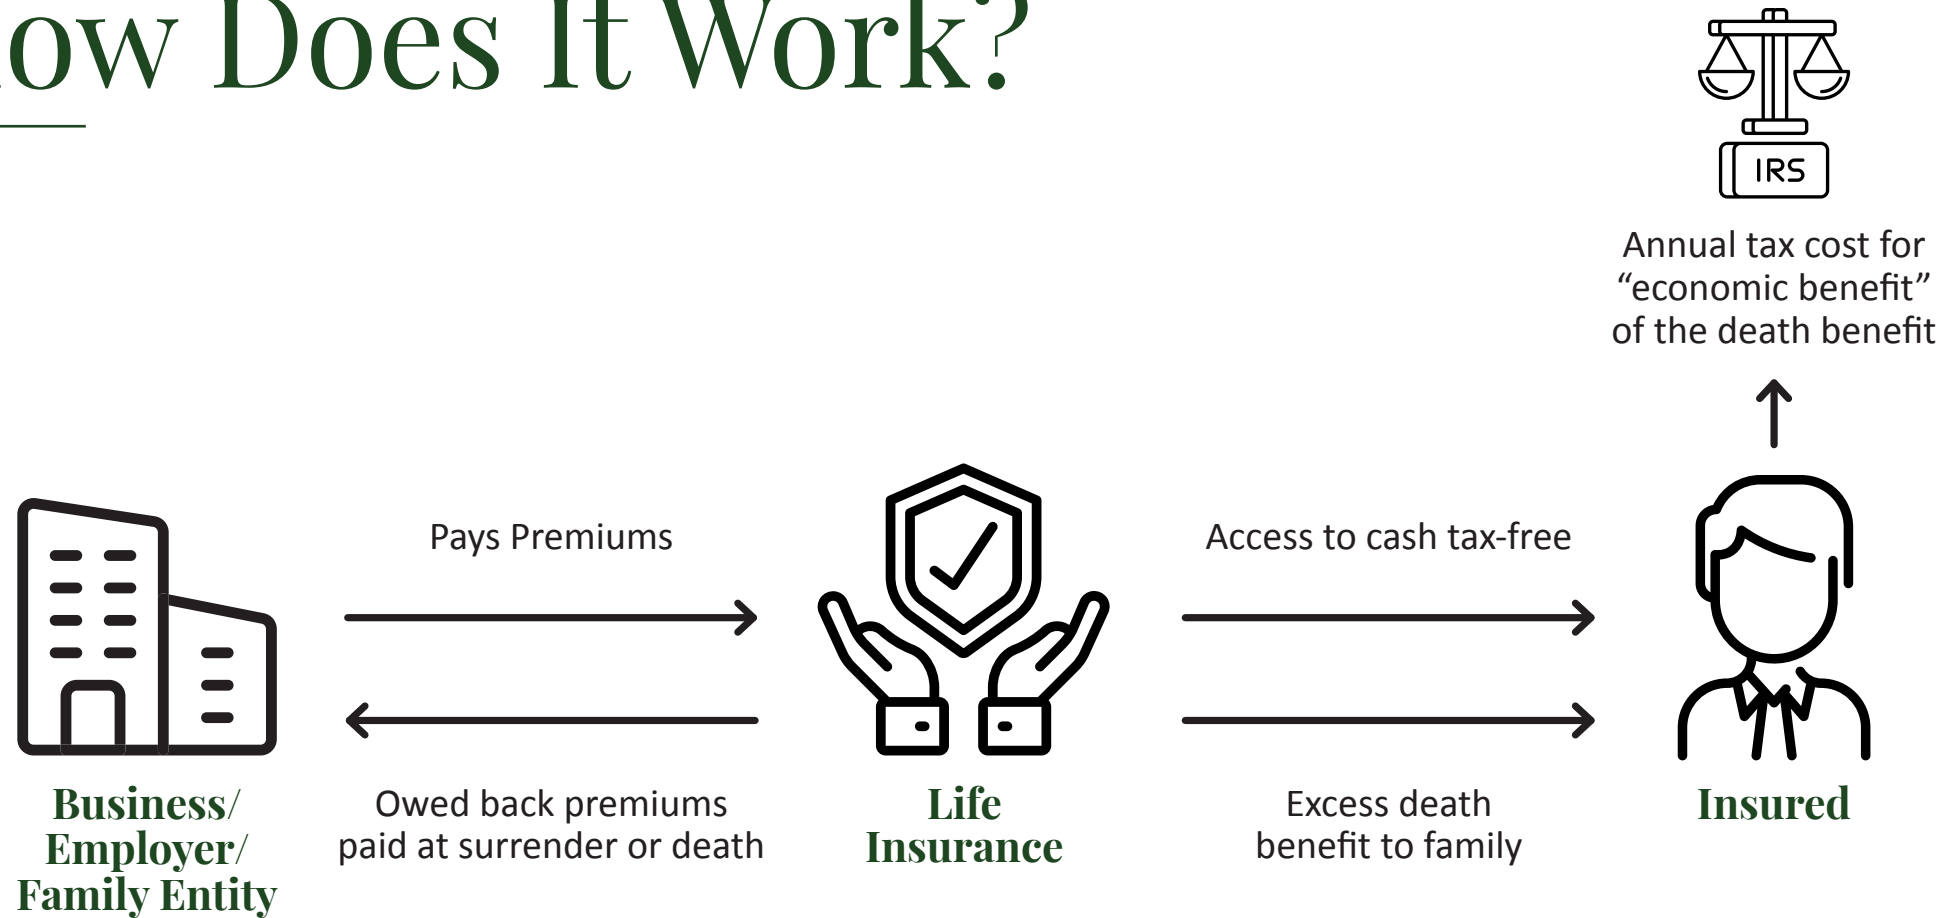 ow Does It Work?
IRS
Annual tax cost for
“economic benefit”
of the death benefit
Pays Premiums
Access to cash tax-free
Owed back premiums
paid at surrender or death
Excess death
benefit to family
Business/
Employer/
Family Entity
Life
Insurance
Insured